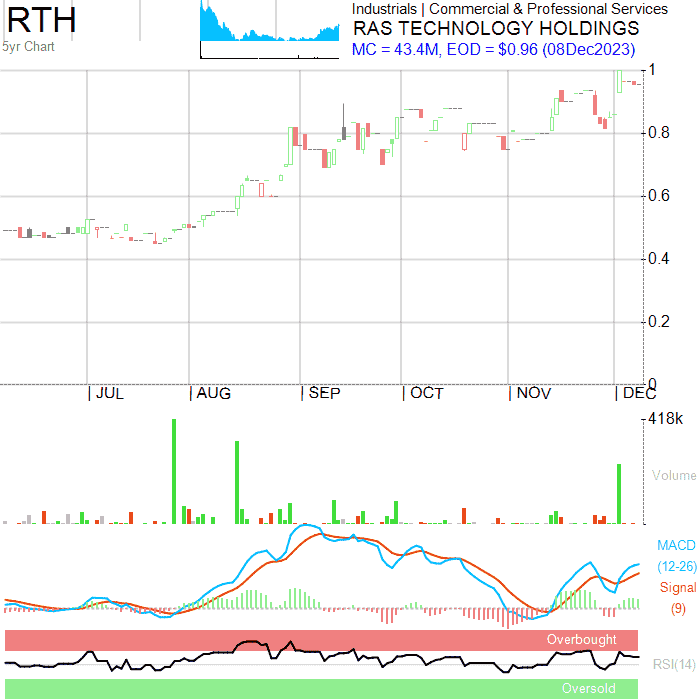 RTH
5yr Chart
Industrials | Commercial & Professional Services
RAS TECHNOLOGY HOLDINGS
MC = 43.4M, EOD = $0.96 (08Dec2023)
1
0.8
0.6
0.4
0.2
0
JUL AUG SEP OCT NOV DEC
418k
Volume
MACD
(12-26)
Signal
(9)
Overbought
RSI(14)
Oversold